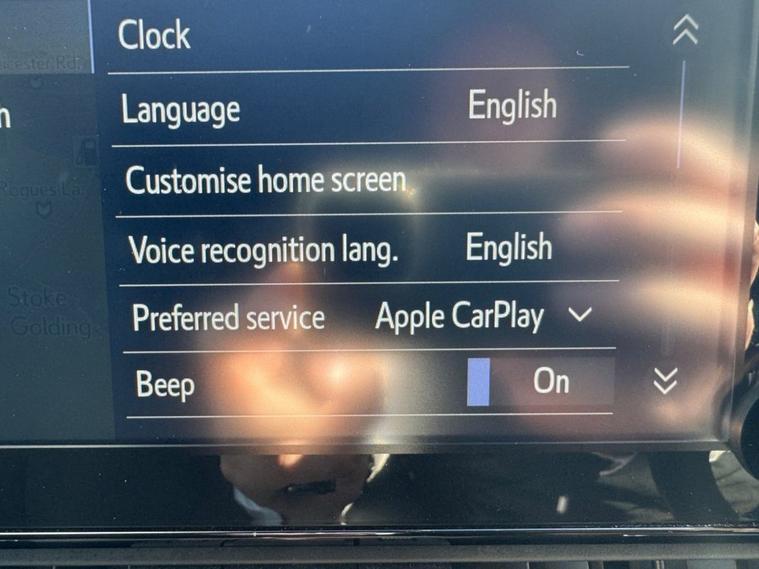 Clock
Language English
Customise home screen
Voice recognition lang. English
Preferred service Apple CarPlay
Beep On
Stoke
Golding